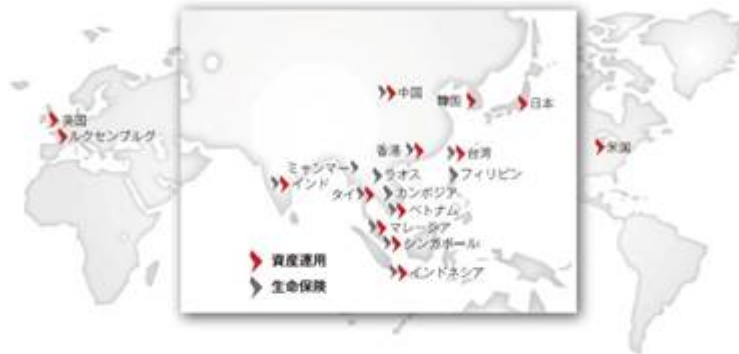 中国
韓国
日本
英国
ルクセンブルグ
香港
台湾
米国
ミャンマー
ラオス
フィリピン
インド
タイ
カンボジア
ベトナム
マレーシア
シンガポール
資産運用
生命保険
インドネシア